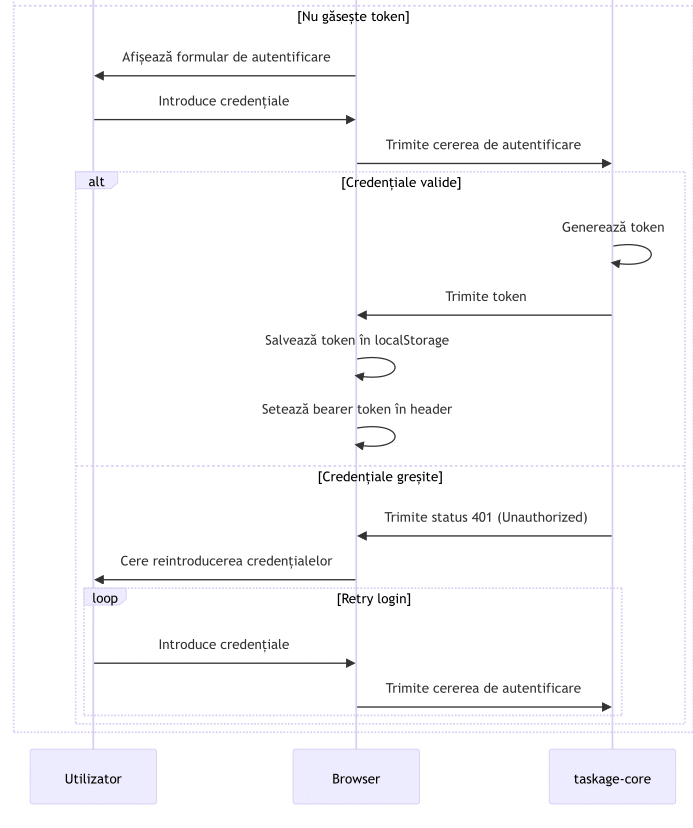 [Nu găsește token]
Afișează formular de autentificare
Introduce credențiale
Trimite cererea de autentificare
alt
[Credențiale valide]
Generează token
Trimite token
Salvează token în localStorage
Setează bearer token în header
[Credențiale greșite]
Trimite status 401 (Unauthorized)
Cere reintroducerea credențialelor
loop
[Retry login]
Introduce credențiale
Trimite cererea de autentificare
Utilizator
Browser
taskage-core